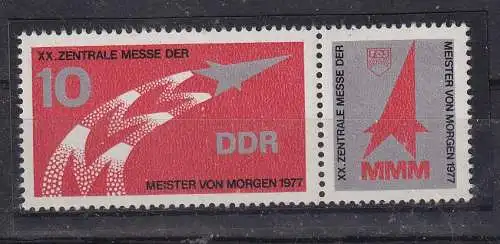 XX. ZENTRALE MESSE DER
10
DDR
MEISTER VON MORGEN 1977
XX. ZENTRALE MESSE DER
MEISTER VON MORGEN 1977
MMM